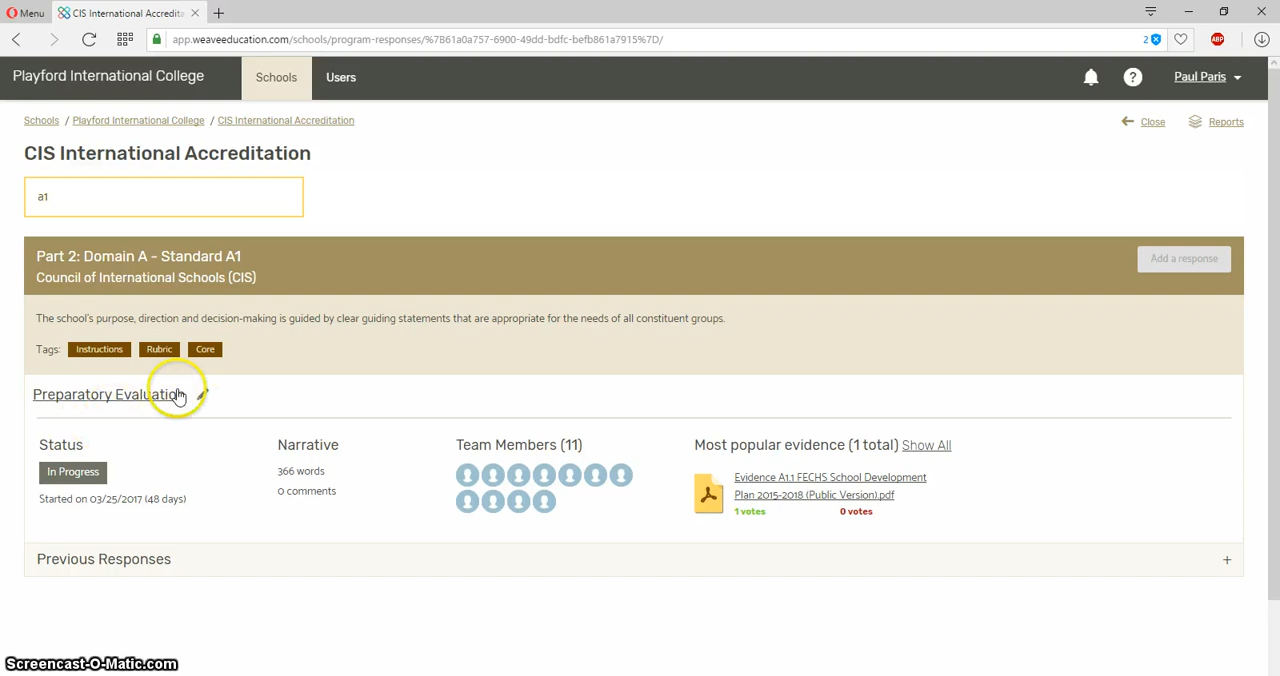 Menu
CIS International Accredita
app.weaveeducation.com/schools/program-responses/%7B61a0a757-6900-49dd-bdfc-befb861a7915%7D/
2
ABP
Playford International College
Schools
Users
?
Paul Paris
Schools / Playford International College / CIS International Accreditation
Close
Reports
CIS International Accreditation
a1
Part 2: Domain A - Standard A1
Council of International Schools (CIS)
Add a response
The school's purpose, direction and decision-making is guided by clear guiding statements that are appropriate for the needs of all constituent groups.
Tags: Instructions Rubric Core
Preparatory Evaluation
Status
In Progress
Started on 03/25/2017 (48 days)
Narrative
366 words
0 comments
Team Members (11)
Most popular evidence (1 total) Show All
Evidence A1.1 FECHS School Development
Plan 2015-2018 (Public Version).pdf
1 votes 0 votes
Previous Responses +
Screencast-O-Matic.com